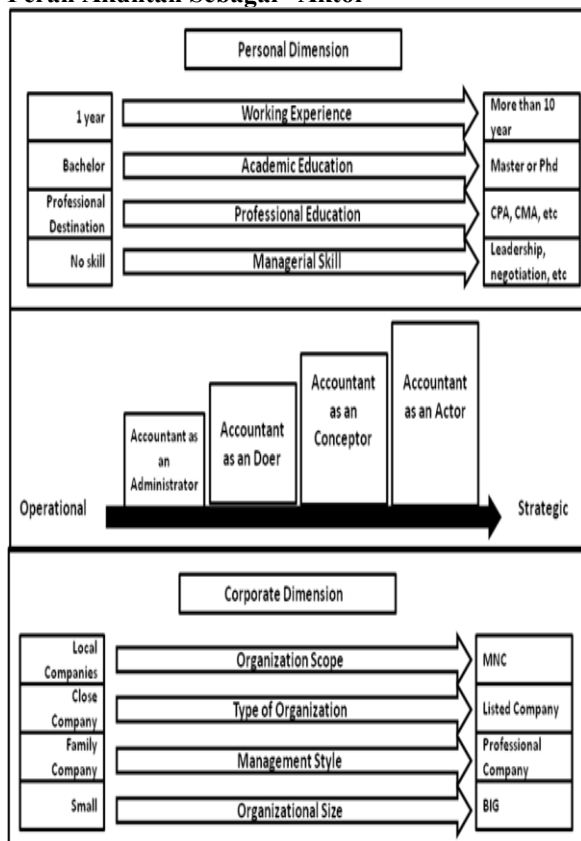 Peran Akuntan Sebagai "Aktor"
Personal Dimension
1 year
Working Experience
More than 10
year
Bachelor
Academic Education
Master or Phd
Professional
Destination
Professional Education
CPA, CMA, etc
No skill
Managerial Skill
Leadership,
negotiation, etc
Accountant as
an
Administrator
Accountant
as an Doer
Accountant
as an
Conceptor
Accountant
as an Actor
Operational
Strategic
Corporate Dimension
Local
Companies
Organization Scope
MNC
Close
Company
Type of Organization
Listed Company
Family
Company
Management Style
Professional
Company
Small
Organizational Size
BIG